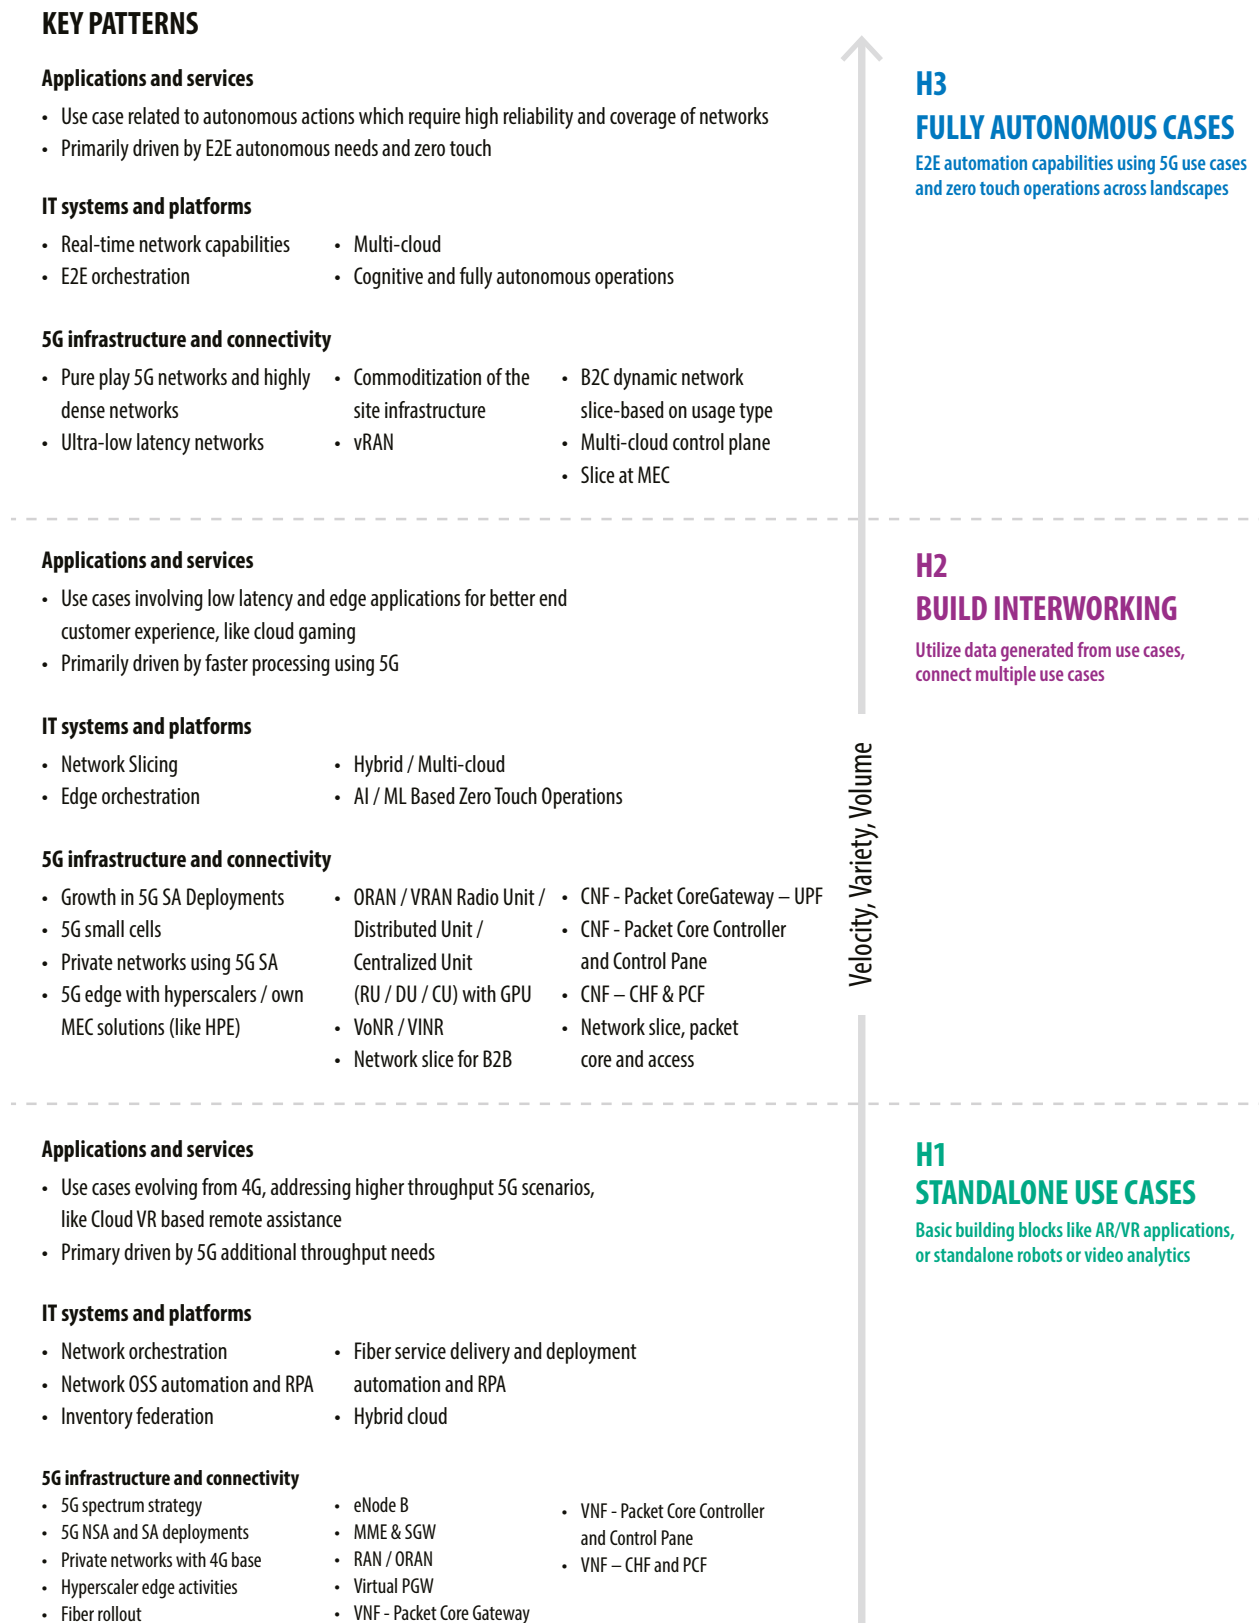 KEY PATTERNS
Applications and services
• Use case related to autonomous actions which require high reliability and coverage of networks
• Primarily driven by E2E autonomous needs and zero touch
IT systems and platforms
• Real-time network capabilities
• E2E orchestration
• Multi-cloud
• Cognitive and fully autonomous operations
5G infrastructure and connectivity
• Pure play 5G networks and highly
dense networks
• Ultra-low latency networks
• Commoditization of the
site infrastructure
• vRAN
• B2C dynamic network
slice-based on usage type
• Multi-cloud control plane
• Slice at MEC
H3
FULLY AUTONOMOUS CASES
E2E automation capabilities using 5G use cases
and zero touch operations across landscapes
Applications and services
• Use cases involving low latency and edge applications for better end
customer experience, like cloud gaming
• Primarily driven by faster processing using 5G
IT systems and platforms
• Network Slicing
• Edge orchestration
• Hybrid / Multi-cloud
• AI / ML Based Zero Touch Operations
5G infrastructure and connectivity
• Growth in 5G SA Deployments
• 5G small cells
• Private networks using 5G SA
• 5G edge with hyperscalers / own
MEC solutions (like HPE)
• ORAN / VRAN Radio Unit /
Distributed Unit /
Centralized Unit
(RU / DU / CU) with GPU
• VoNR / VINR
• Network slice for B2B
• CNF - Packet CoreGateway – UPF
• CNF - Packet Core Controller
and Control Pane
• CNF – CHF & PCF
• Network slice, packet
core and access
H2
BUILD INTERWORKING
Utilize data generated from use cases,
connect multiple use cases
Velocity, Variety, Volume
Applications and services
• Use cases evolving from 4G, addressing higher throughput 5G scenarios,
like Cloud VR based remote assistance
• Primary driven by 5G additional throughput needs
IT systems and platforms
• Network orchestration
• Network OSS automation and RPA
• Inventory federation
• Fiber service delivery and deployment
automation and RPA
• Hybrid cloud
5G infrastructure and connectivity
• 5G spectrum strategy
• 5G NSA and SA deployments
• Private networks with 4G base
• Hyperscaler edge activities
• Fiber rollout
• eNode B
• MME & SGW
• RAN / ORAN
• Virtual PGW
• VNF - Packet Core Gateway
• VNF - Packet Core Controller
and Control Pane
• VNF – CHF and PCF
H1
STANDALONE USE CASES
Basic building blocks like AR/VR applications,
or standalone robots or video analytics